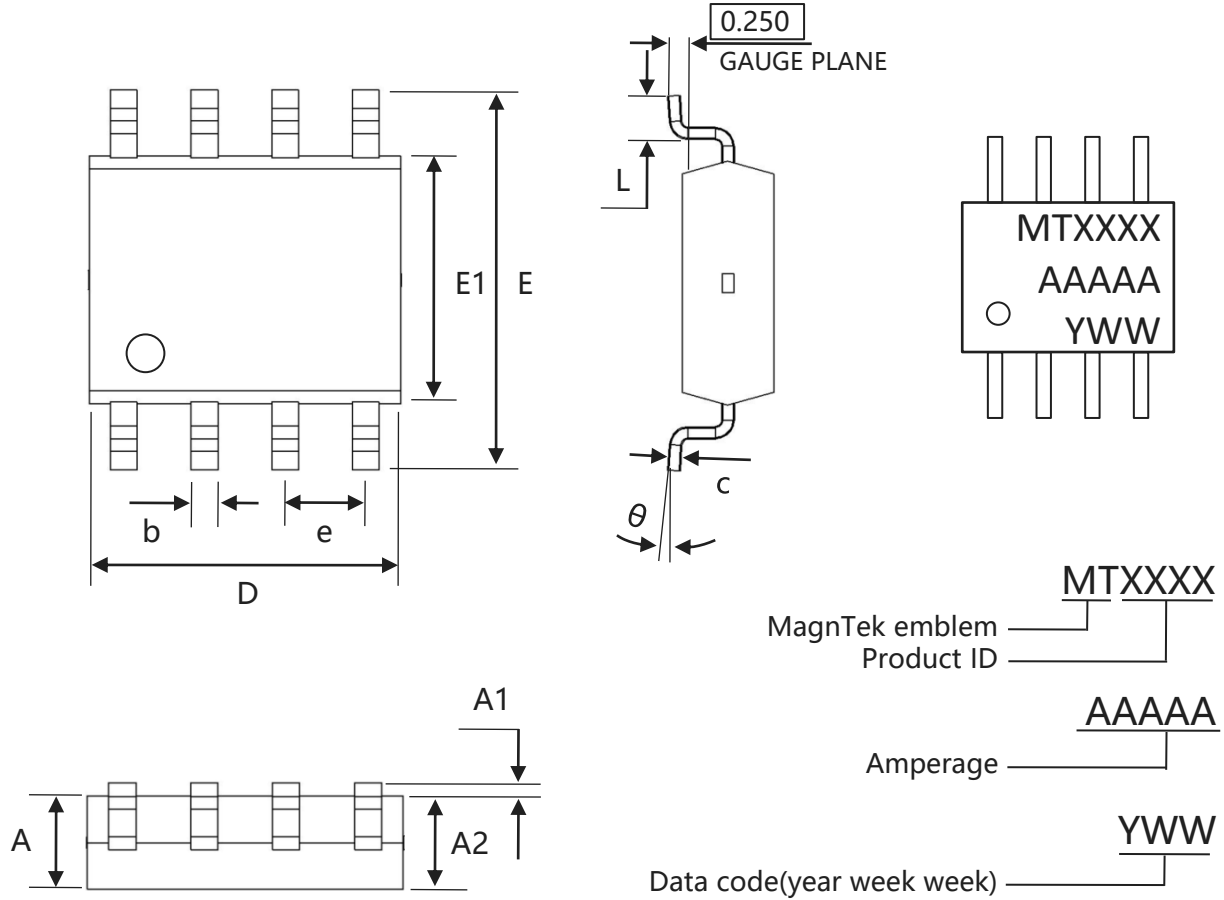 0.250
GAUGE PLANE
L
E1
E
MTXXXX
AAAAA
YWW
b
e
c
θ
D
MTXXXX
MagnTek emblem
Product ID
A1
AAAAA
Amperage
A
A2
YWW
Data code(year week week)